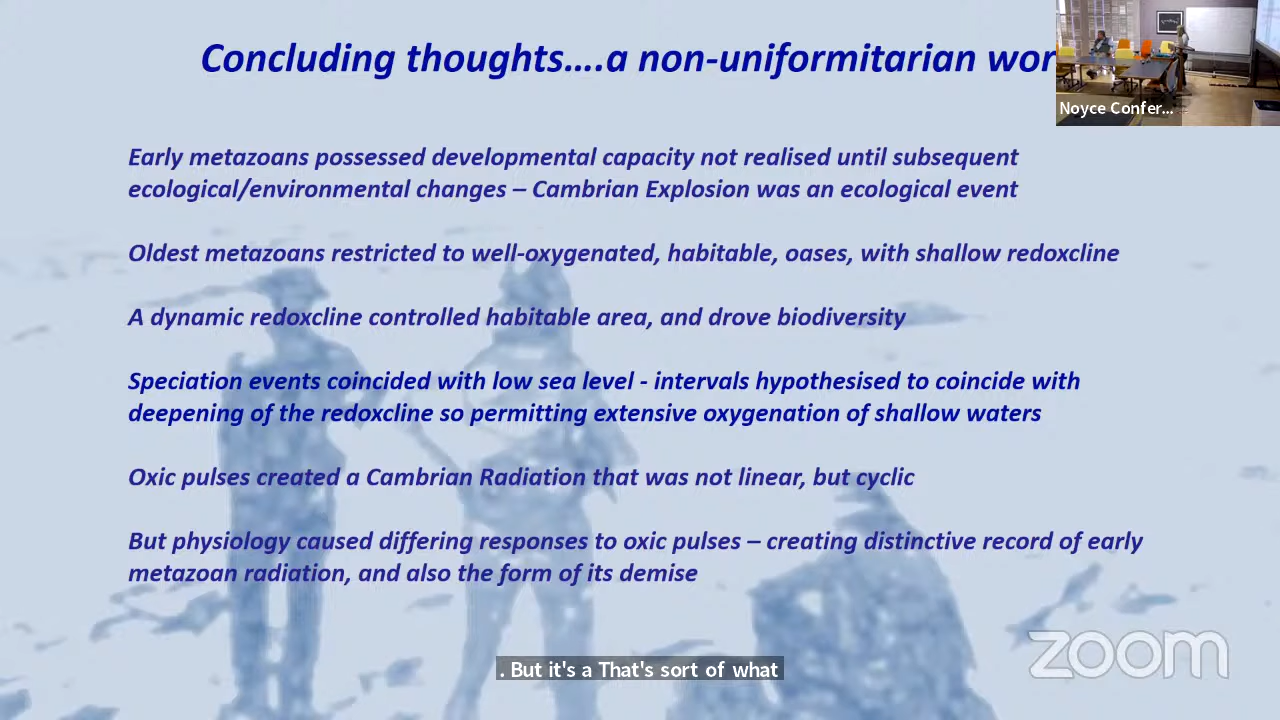 Concluding thoughts....a non-uniformitarian wor
Noyce Confer...
Early metazoans possessed developmental capacity not realised until subsequent
ecological/environmental changes – Cambrian Explosion was an ecological event
Oldest metazoans restricted to well-oxygenated, habitable, oases, with shallow redoxcline
A dynamic redoxcline controlled habitable area, and drove biodiversity
Speciation events coincided with low sea level - intervals hypothesised to coincide with
deepening of the redoxcline so permitting extensive oxygenation of shallow waters
Oxic pulses created a Cambrian Radiation that was not linear, but cyclic
But physiology caused differing responses to oxic pulses – creating distinctive record of early
metazoan radiation, and also the form of its demise
zoom
. But it's a That's sort of what